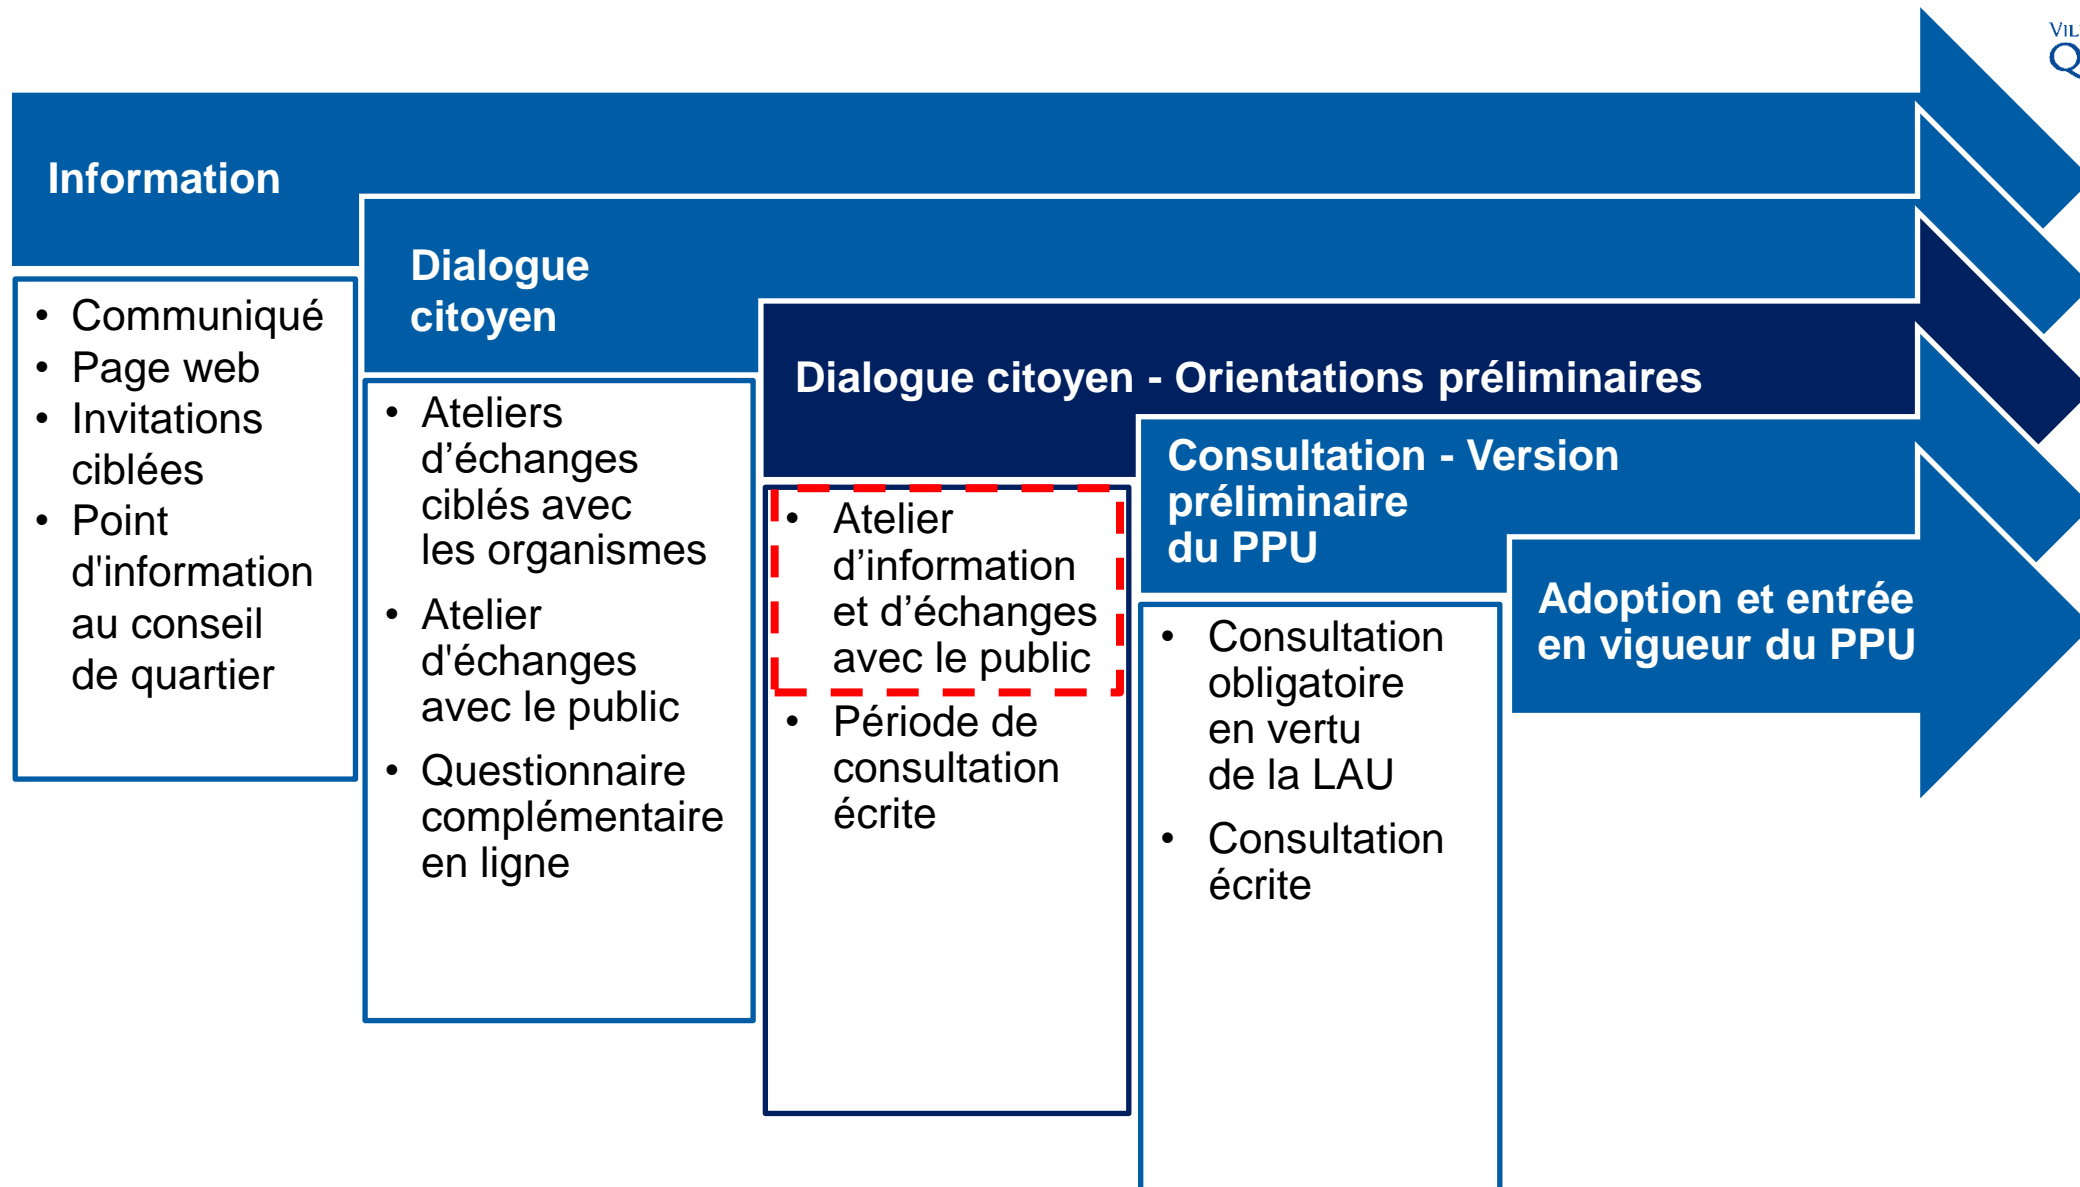 Information
• Communiqué
• Page web
• Invitations
ciblées
• Point
d'information
au conseil
de quartier
Dialogue
citoyen
• Ateliers
d’échanges
ciblés avec
les organismes
• Atelier
d'échanges
avec le public
• Questionnaire
complémentaire
en ligne
Dialogue citoyen - Orientations préliminaires
• Atelier
d’information
et d’échanges
avec le public
• Période de
consultation
écrite
Consultation - Version
préliminaire
du PPU
• Consultation
obligatoire
en vertu
de la LAU
• Consultation
écrite
Adoption et entrée
en vigueur du PPU